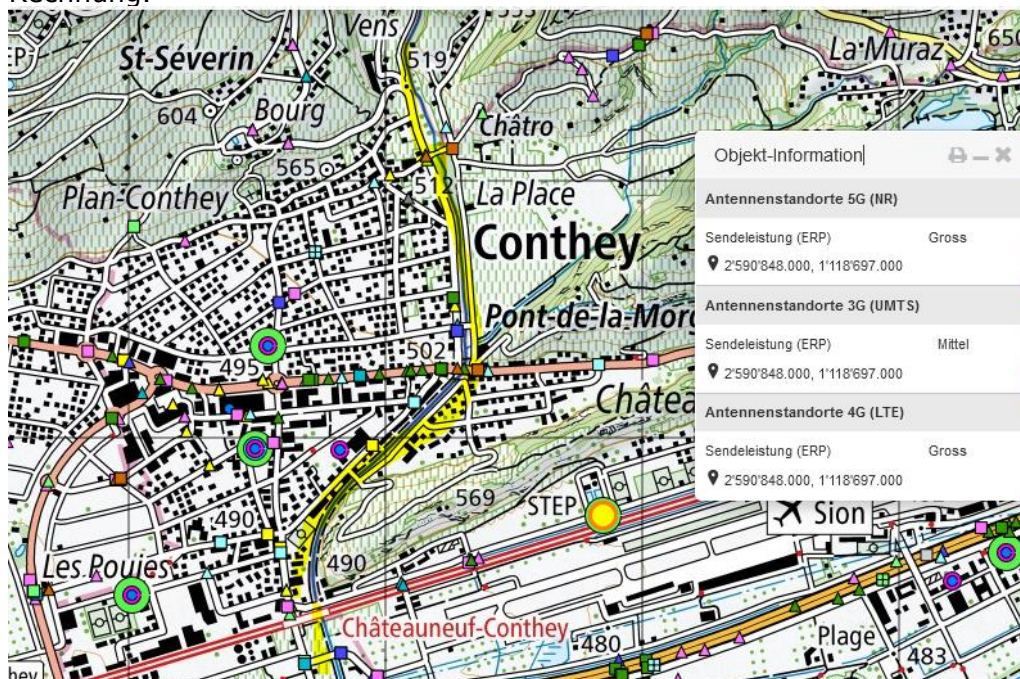 Rechnung.
Vens
519
St-Séverin
La-Muraz
650
604
Bourg
Châtro
565
512
Plan-Conthey
La Place
Conthey
Pont-de-la-Mor
495
502
Châtea
569
STEP
490
Sion
490
Les Rouies
Châteauneuf-Conthey
480
Plage
483
hey
Objekt-Information
Antennenstandorte 5G (NR)
Sendeleistung (ERP) Gross
2'590'848.000, 1'118'697.000
Antennenstandorte 3G (UMTS)
Sendeleistung (ERP) Mittel
2'590'848.000, 1'118'697.000
Antennenstandorte 4G (LTE)
Sendeleistung (ERP) Gross
2'590'848.000, 1'118'697.000